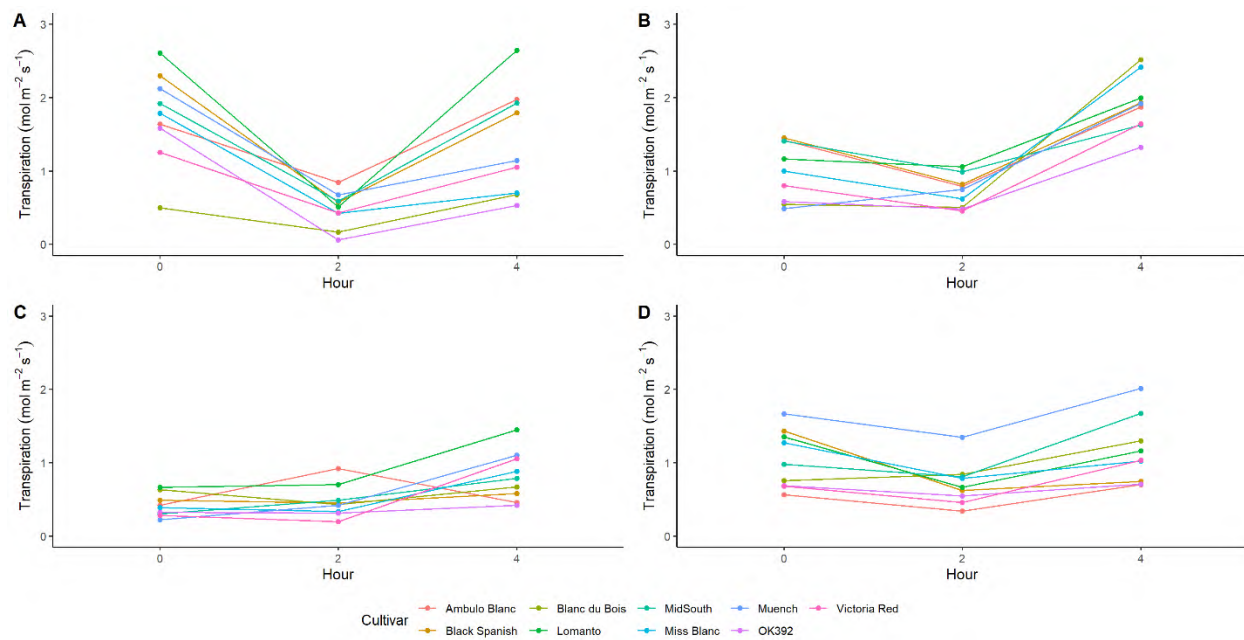 A
B
Transpiration (mol m⁻² s⁻¹)
3
2
1
0
0 2 4
Hour
Transpiration (mol m⁻² s⁻¹)
3
2
1
0
0 2 4
Hour
C
D
Transpiration (mol m⁻² s⁻¹)
3
2
1
0
0 2 4
Hour
Transpiration (mol m⁻² s⁻¹)
3
2
1
0
0 2 4
Hour
Cultivar
Ambulo Blanc Blanc du Bois MidSouth Muench Victoria Red
Black Spanish Lomanto Miss Blanc OK392